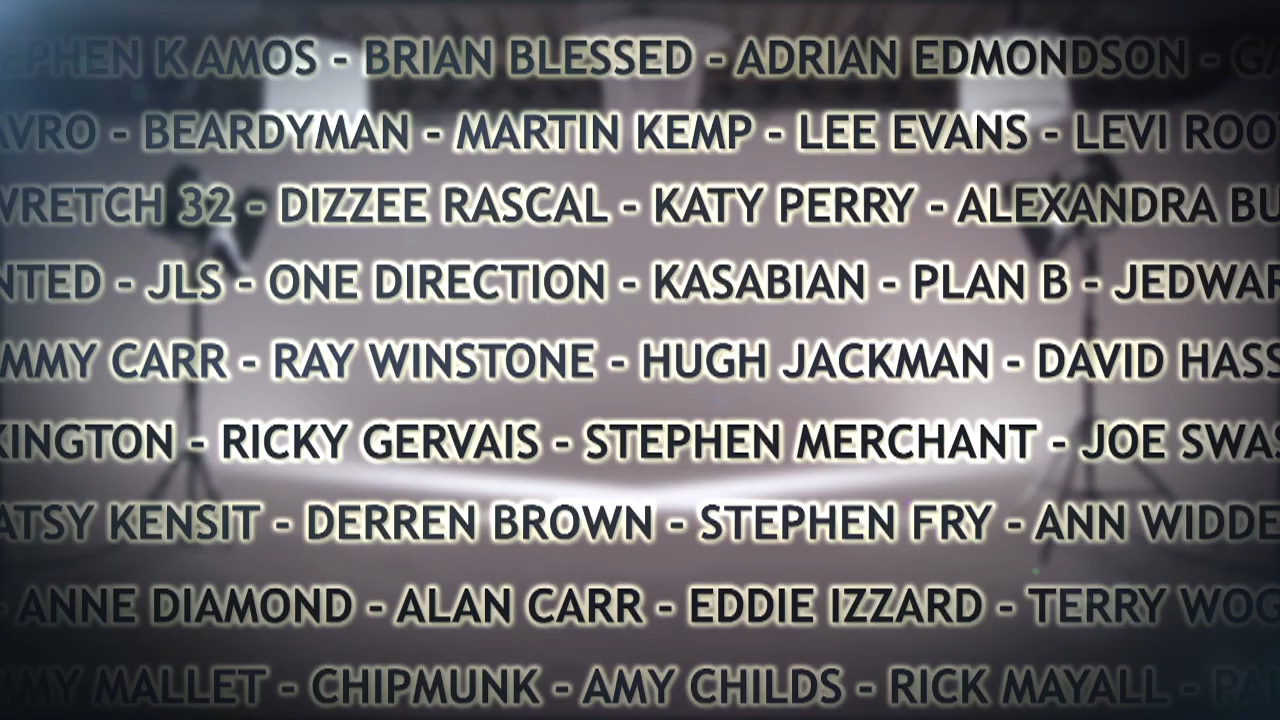 EPHEN K AMOS - BRIAN BLESSED - ADRIAN EDMONDSON - GA
AVRO - BEARDYMAN - MARTIN KEMP - LEE EVANS - LEVI ROO
WRETCH 32 - DIZZEE RASCAL - KATY PERRY - ALEXANDRA BU
NTED - JLS - ONE DIRECTION - KASABIAN - PLAN B - JEDWAR
MMY CARR - RAY WINSTONE - HUGH JACKMAN - DAVID HASS
KINGTON - RICKY GERVAIS - STEPHEN MERCHANT - JOE SWAS
ATSY KENSIT - DERREN BROWN - STEPHEN FRY - ANN WIDDE
- ANNE DIAMOND - ALAN CARR - EDDIE IZZARD - TERRY WOG
MMY MALLET - CHIPMUNK - AMY CHILDS - RICK MAYALL - PA